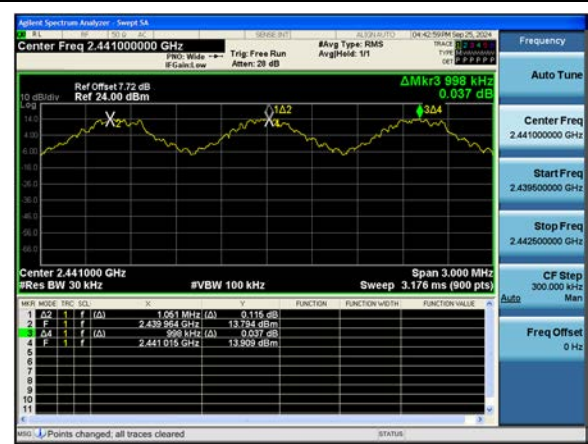 Agilent Spectrum Analyzer - Swept SA
RL RF 50 Ω AC SENSE:INT ALIGN AUTO 04:42:59 PM Sep 25, 2024
Center Freq 2.441000000 GHz
PNO: Wide
IFGain:Low
Trig: Free Run
Atten: 28 dB
#Avg Type: RMS
Avg|Hold: 1/1
TRACE 1 2 3 4 5 6
TYPE
DET P P P P P P
Frequency
Auto Tune
Center Freq
2.441000000 GHz
Start Freq
2.439500000 GHz
Stop Freq
2.442500000 GHz
CF Step
300.000 kHz
Auto Man
Freq Offset
0 Hz
Ref Offset 7.72 dB
10 dB/div Ref 24.00 dBm
Log
ΔMkr3 998 kHz
0.037 dB
14.0
4.00
-6.00
-16.0
-26.0
-36.0
-46.0
-56.0
-66.0
1Δ2
3Δ4
Center 2.441000 GHz Span 3.000 MHz
#Res BW 30 kHz #VBW 100 kHz Sweep 3.176 ms (900 pts)
MKR MODE TRC SCL X Y FUNCTION FUNCTION WIDTH FUNCTION VALUE
1 Δ2 1 f (Δ) 1.051 MHz (Δ) 0.115 dB
2 F 1 f 2.439 964 GHz 13.794 dBm
3 Δ4 1 f (Δ) 998 kHz (Δ) 0.037 dB
4 F 1 f 2.441 015 GHz 13.909 dBm
5
6
7
8
9
10
11
MSG Points changed; all traces cleared STATUS